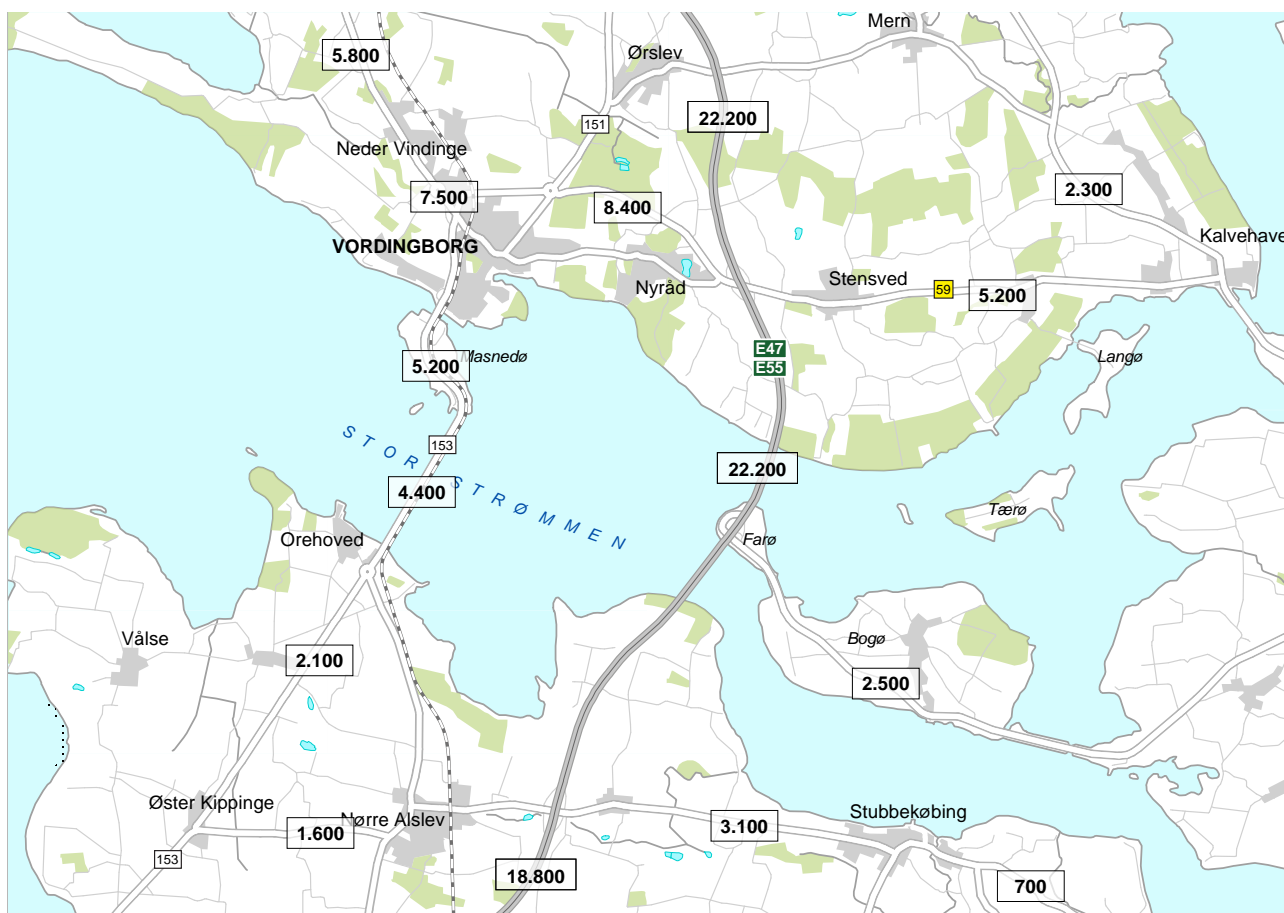 Mern
5.800
Ørslev
22.200
151
Neder Vindinge
7.500
8.400
2.300
VORDINGBORG
Kalvehave
Nyråd
Stensved
59
5.200
E47
E55
Masnedø
5.200
Langø
153
STORSTRØMMEN
22.200
4.400
Tærø
Orehoved
Farø
Vålse
2.100
Bogø
2.500
Øster Kippinge
Nørre Alslev
1.600
3.100
Stubbekøbing
153
18.800
700